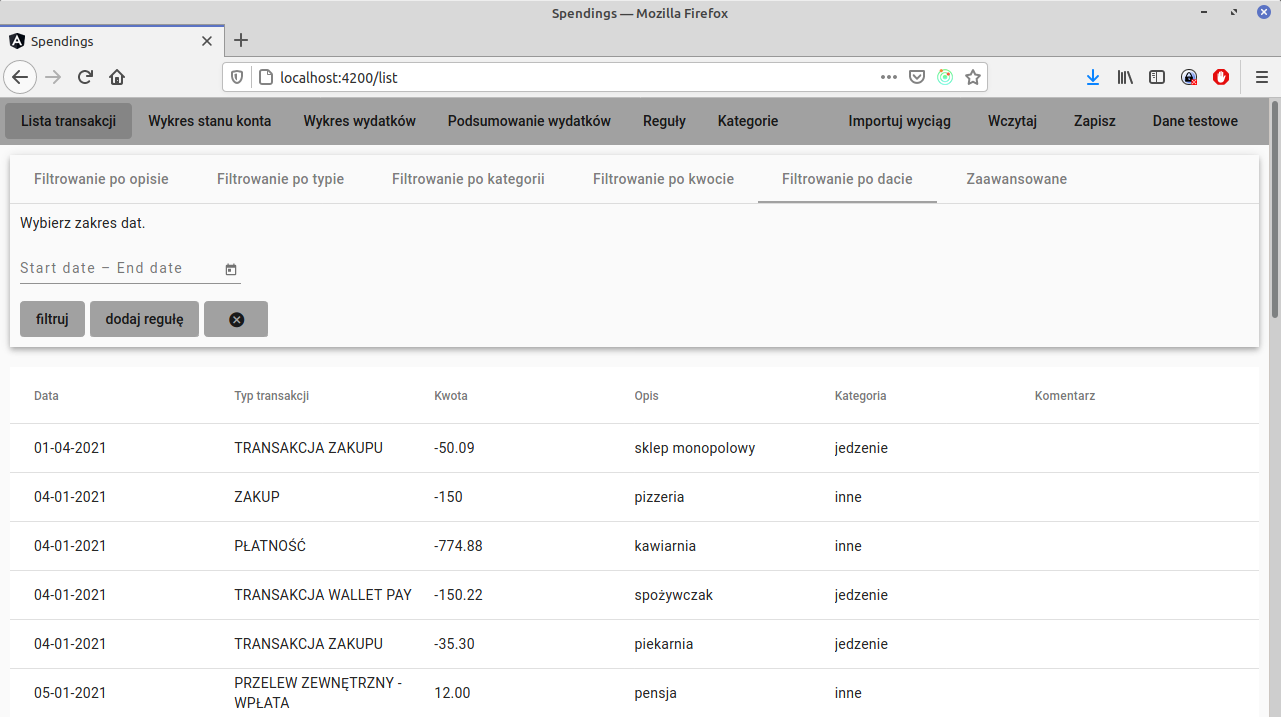 Spendings — Mozilla Firefox
Spendings
localhost:4200/list
Lista transakcji Wykres stanu konta Wykres wydatków Podsumowanie wydatków Reguły Kategorie Importuj wyciąg Wczytaj Zapisz Dane testowe
Filtrowanie po opisie Filtrowanie po typie Filtrowanie po kategorii Filtrowanie po kwocie Filtrowanie po dacie Zaawansowane
Wybierz zakres dat.
Start date – End date
filtruj dodaj regułę
Data Typ transakcji Kwota Opis Kategoria Komentarz
01-04-2021 TRANSAKCJA ZAKUPU -50.09 sklep monopolowy jedzenie
04-01-2021 ZAKUP -150 pizzeria inne
04-01-2021 PŁATNOŚĆ -774.88 kawiarnia inne
04-01-2021 TRANSAKCJA WALLET PAY -150.22 spożywczak jedzenie
04-01-2021 TRANSAKCJA ZAKUPU -35.30 piekarnia jedzenie
05-01-2021 PRZELEW ZEWNĘTRZNY - 12.00 pensja inne
WPŁATA